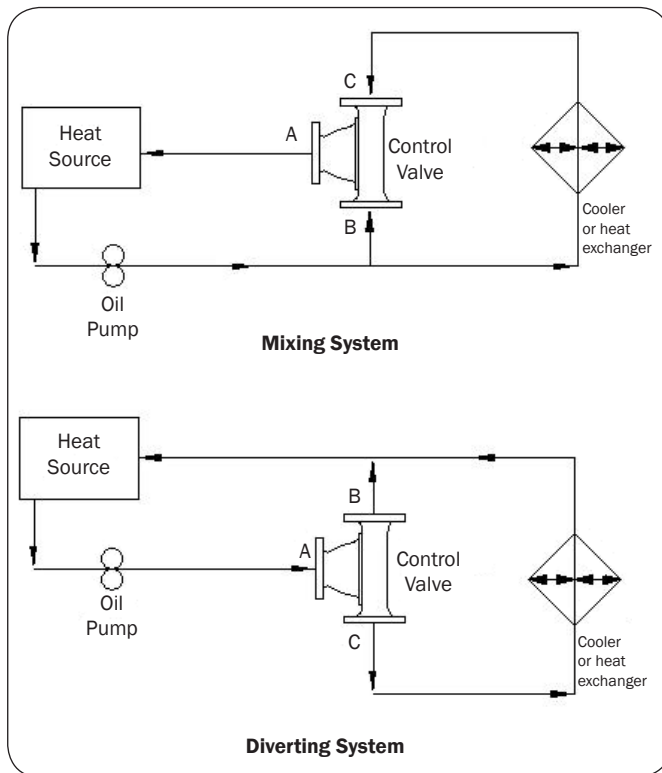 C
Heat
Source
A
Control
Valve
B
Cooler
or heat
exchanger
Oil
Pump
Mixing System
Heat
Source
B
A
Control
Valve
Oil
Pump
C
Cooler
or heat
exchanger
Diverting System